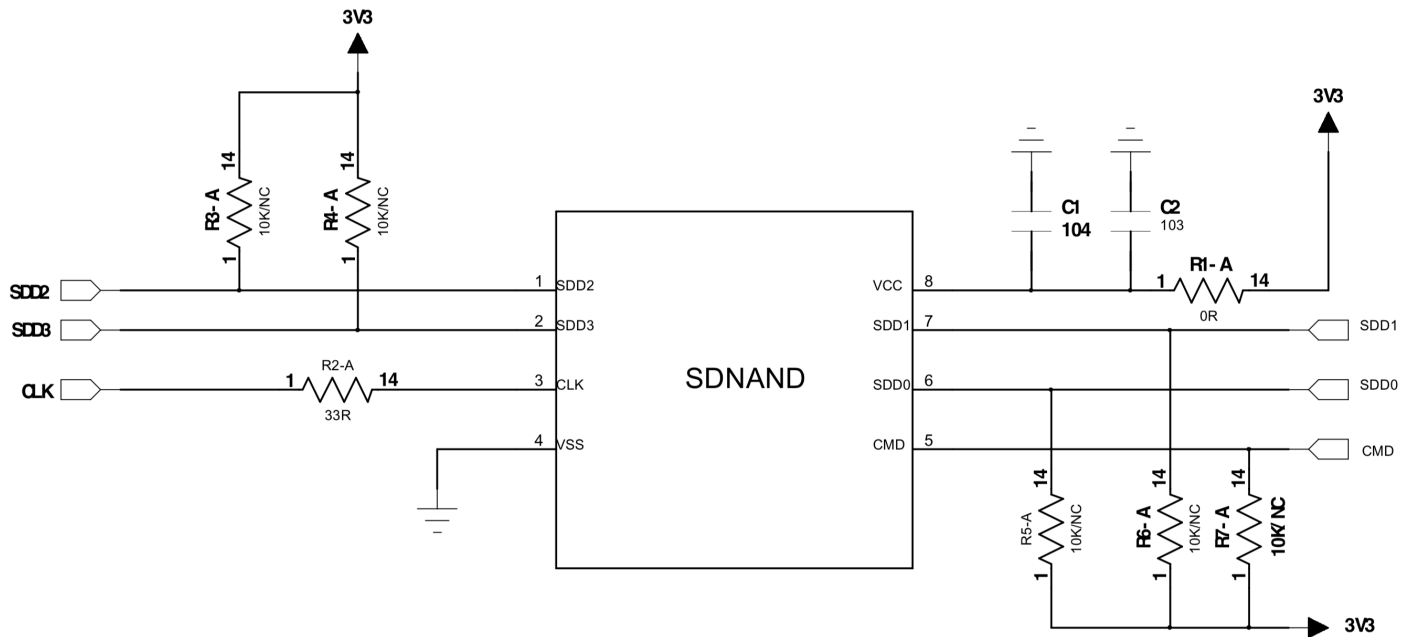 3V3
3V3
14
14
R3-A
10K/NC
R4-A
10K/NC
1
1
C1
104
C2
103
R1-A
1
14
0R
SDD2
1
SDD2
VCC
8
SDD3
2
SDD3
SDD1
7
SDD1
R2-A
CLK
1
14
33R
3
CLK
SDNAND
SDD0
6
SDD0
4
VSS
CMD
5
CMD
14
14
14
R5-A
10K/NC
R6-A
10K/NC
R7-A
10K/NC
1
1
1
3V3